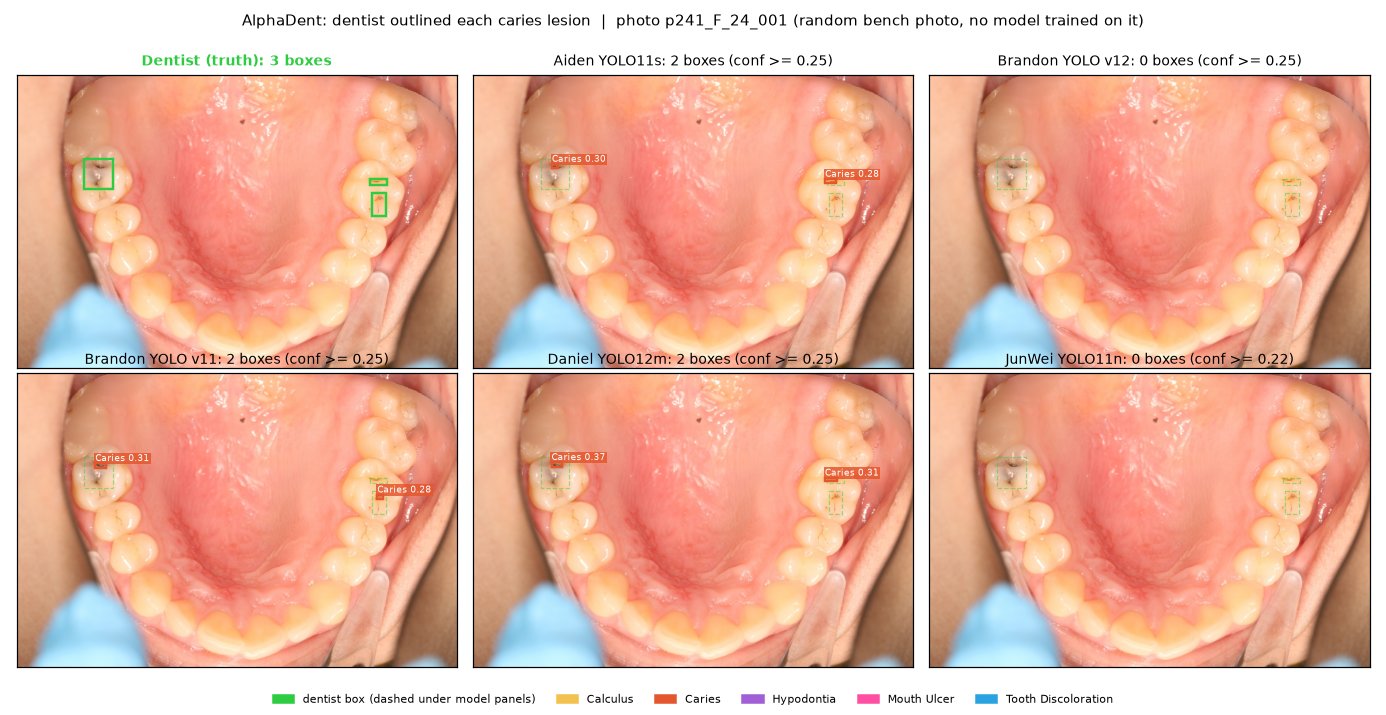 AlphaDent: dentist outlined each caries lesion | photo p241_F_24_001 (random bench photo, no model trained on it)
Dentist (truth): 3 boxes
Aiden YOLO11s: 2 boxes (conf >= 0.25)
Brandon YOLO v12: 0 boxes (conf >= 0.25)
Caries 0.30
Caries 0.28
Brandon YOLO v11: 2 boxes (conf >= 0.25)
Daniel YOLO12m: 2 boxes (conf >= 0.25)
JunWei YOLO11n: 0 boxes (conf >= 0.22)
Caries 0.31
Caries 0.28
Caries 0.37
Caries 0.31
dentist box (dashed under model panels)
Calculus
Caries
Hypodontia
Mouth Ulcer
Tooth Discoloration